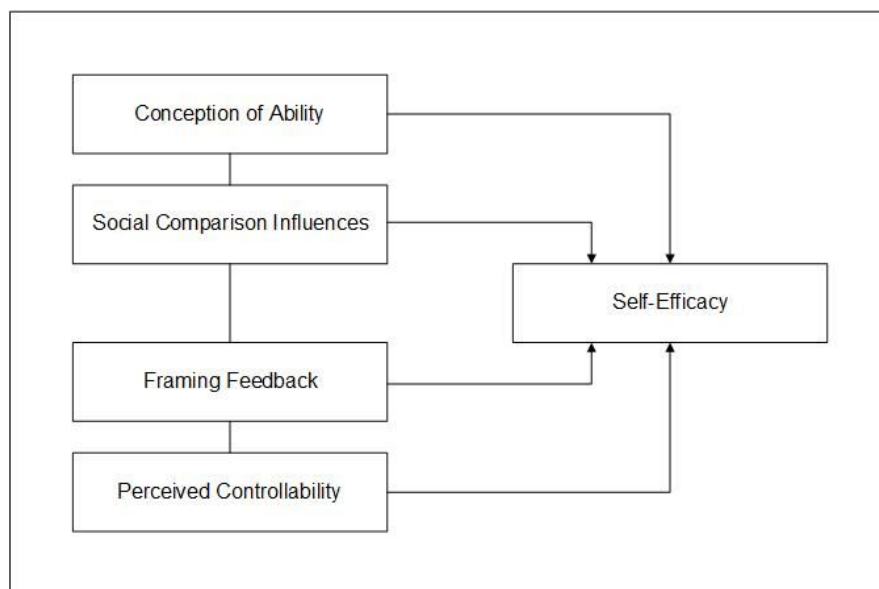 Conception of Ability
Social Comparison Influences
Self-Efficacy
Framing Feedback
Perceived Controllability